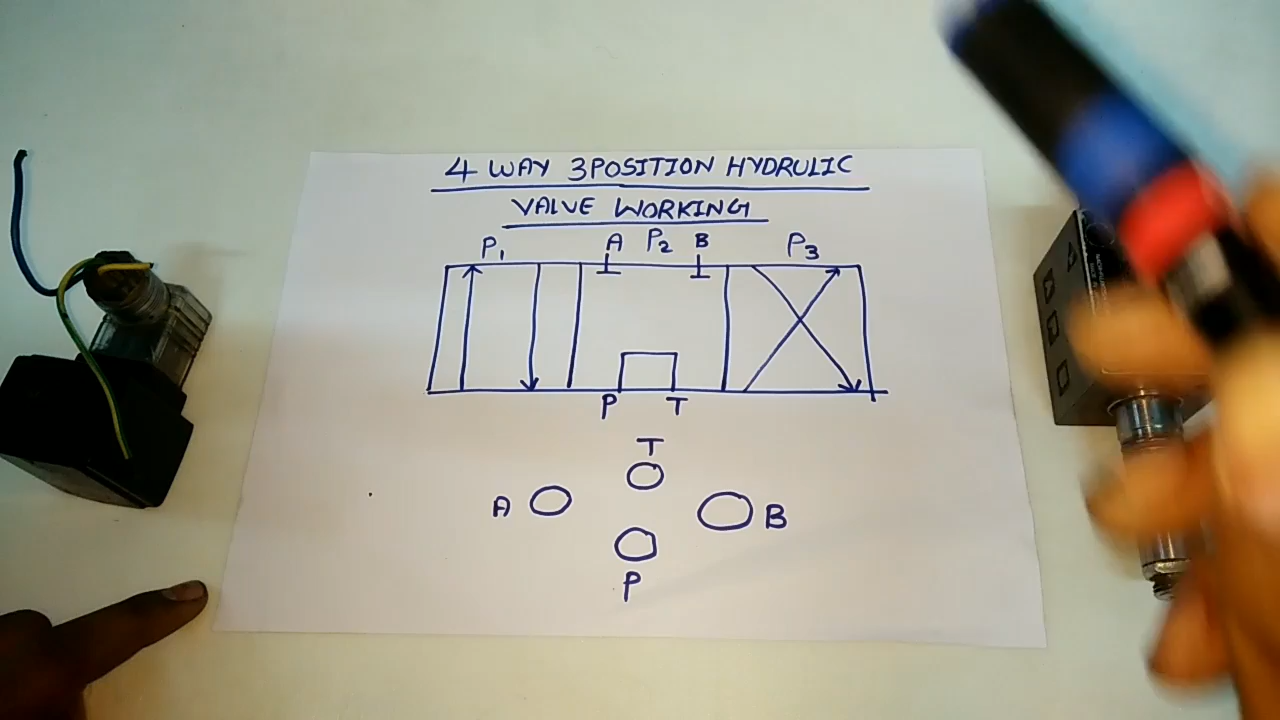 4 WAY 3POSITION HYDRULIC
VALVE WORKING
P1 A P2 B P3
P T
T
A B
P